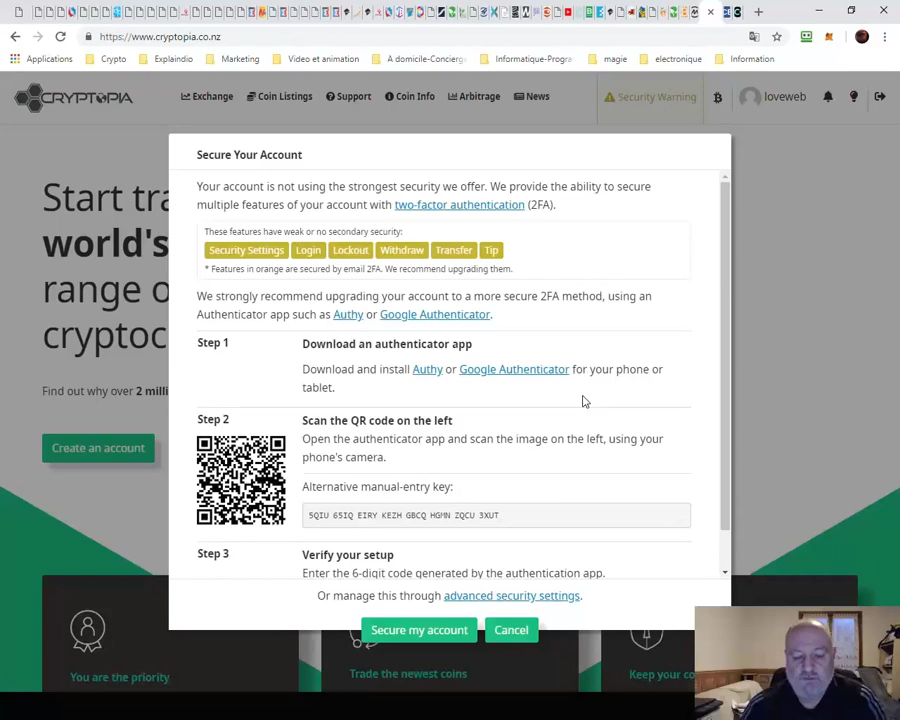 https://www.cryptopia.co.nz
Applications
Crypto
Explaindio
Marketing
Video et animation
A domicile-Concierg
Informatique-Progra
magie
electronique
Information
CRYPTOPIA
Exchange
Coin Listings
Support
Coin Info
Arbitrage
News
Security Warning
loveweb
Start tra
world's
range o
cryptoc
Find out why over 2 milli
Create an account
Secure Your Account
Your account is not using the strongest security we offer. We provide the ability to secure
multiple features of your account with two-factor authentication (2FA).
These features have weak or no secondary security:
Security Settings Login Lockout Withdraw Transfer Tip
* Features in orange are secured by email 2FA. We recommend upgrading them.
We strongly recommend upgrading your account to a more secure 2FA method, using an
Authenticator app such as Authy or Google Authenticator.
Step 1
Download an authenticator app
Download and install Authy or Google Authenticator for your phone or
tablet.
Step 2
Scan the QR code on the left
Open the authenticator app and scan the image on the left, using your
phone's camera.
Alternative manual-entry key:
5QIU 65IQ EIRY KEZH GBCQ HGMN ZQCU 3XUT
Step 3
Verify your setup
Enter the 6-digit code generated by the authentication app.
Or manage this through advanced security settings.
Secure my account
Cancel
You are the priority
Trade the newest coins
Keep your co